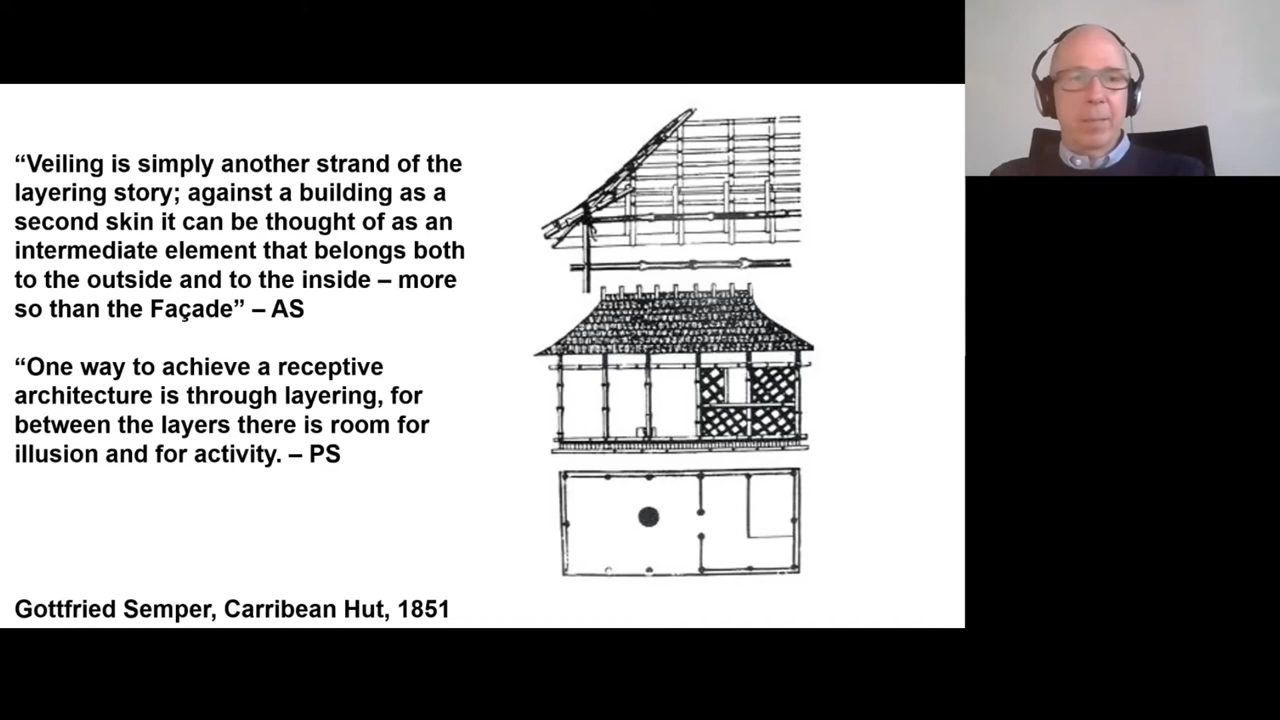 “Veiling is simply another strand of the
layering story; against a building as a
second skin it can be thought of as an
intermediate element that belongs both
to the outside and to the inside – more
so than the Façade” – AS
“One way to achieve a receptive
architecture is through layering, for
between the layers there is room for
illusion and for activity. – PS
Gottfried Semper, Carribean Hut, 1851